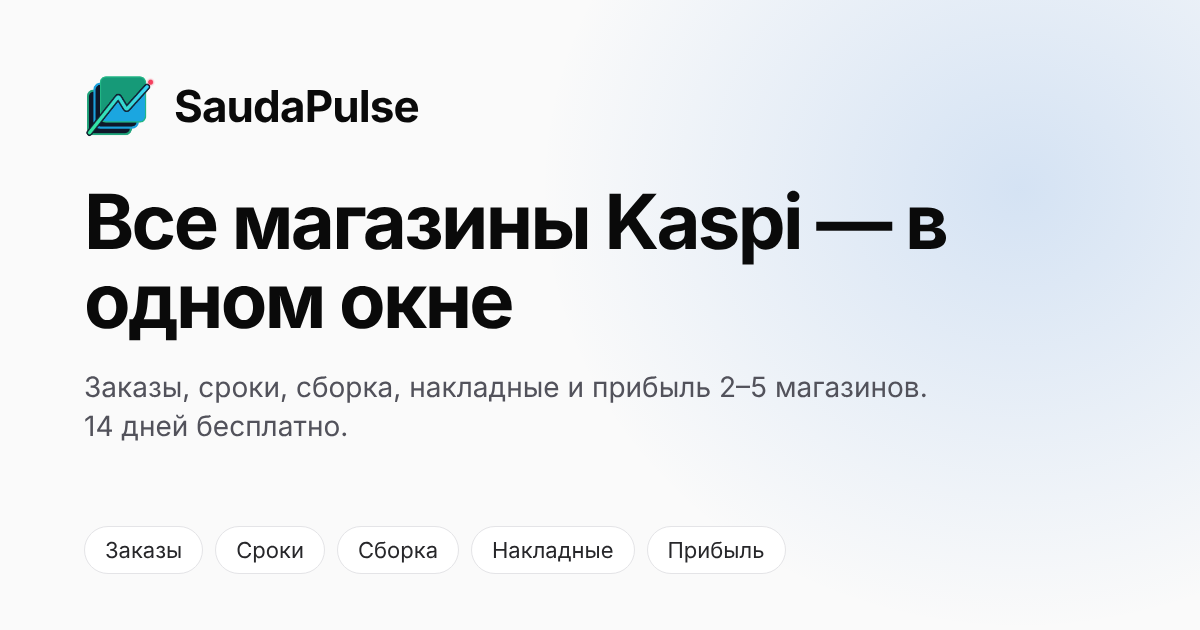 SaudaPulse
Все магазины Kaspi — в
одном окне
Заказы, сроки, сборка, накладные и прибыль 2–5 магазинов.
14 дней бесплатно.
Заказы
Сроки
Сборка
Накладные
Прибыль